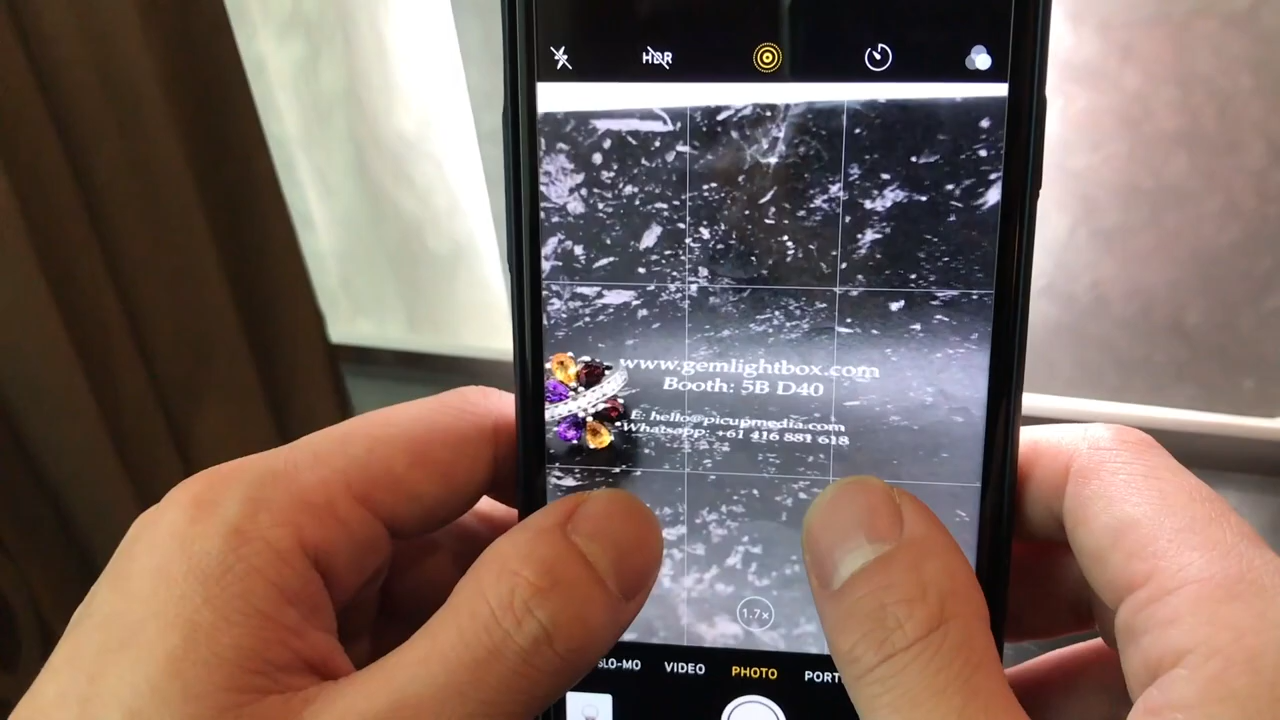 HDR
www.gemlightbox.com
Booth: 5B D40
E: hello@picupmedia.com
Whatsapp: +61 416 881 618
1.7x
SLO-MO VIDEO PHOTO PORT